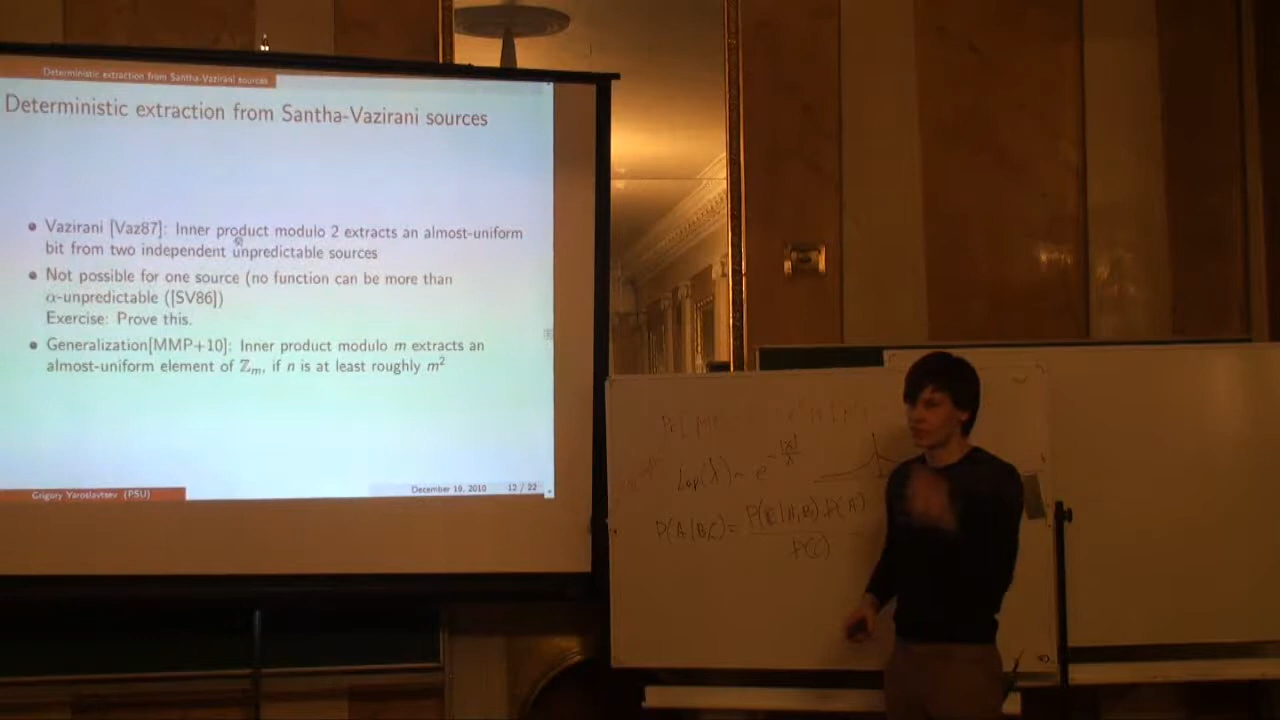 Deterministic extraction from Santha-Vazirani sources
Deterministic extraction from Santha-Vazirani sources
• Vazirani [Vaz87]: Inner product modulo 2 extracts an almost-uniform
bit from two independent unpredictable sources
• Not possible for one source (no function can be more than
α-unpredictable ([SV86])
Exercise: Prove this.
• Generalization[MMP+10]: Inner product modulo m extracts an
almost-uniform element of ℤₘ, if n is at least roughly m²
Grigory Yaroslavtsev (PSU)
December 19, 2010 12 / 22
Lap(λ) ~ e^{-|x|/λ}
P(A|B,C) = P(C|A,B) P(A)
P(C)